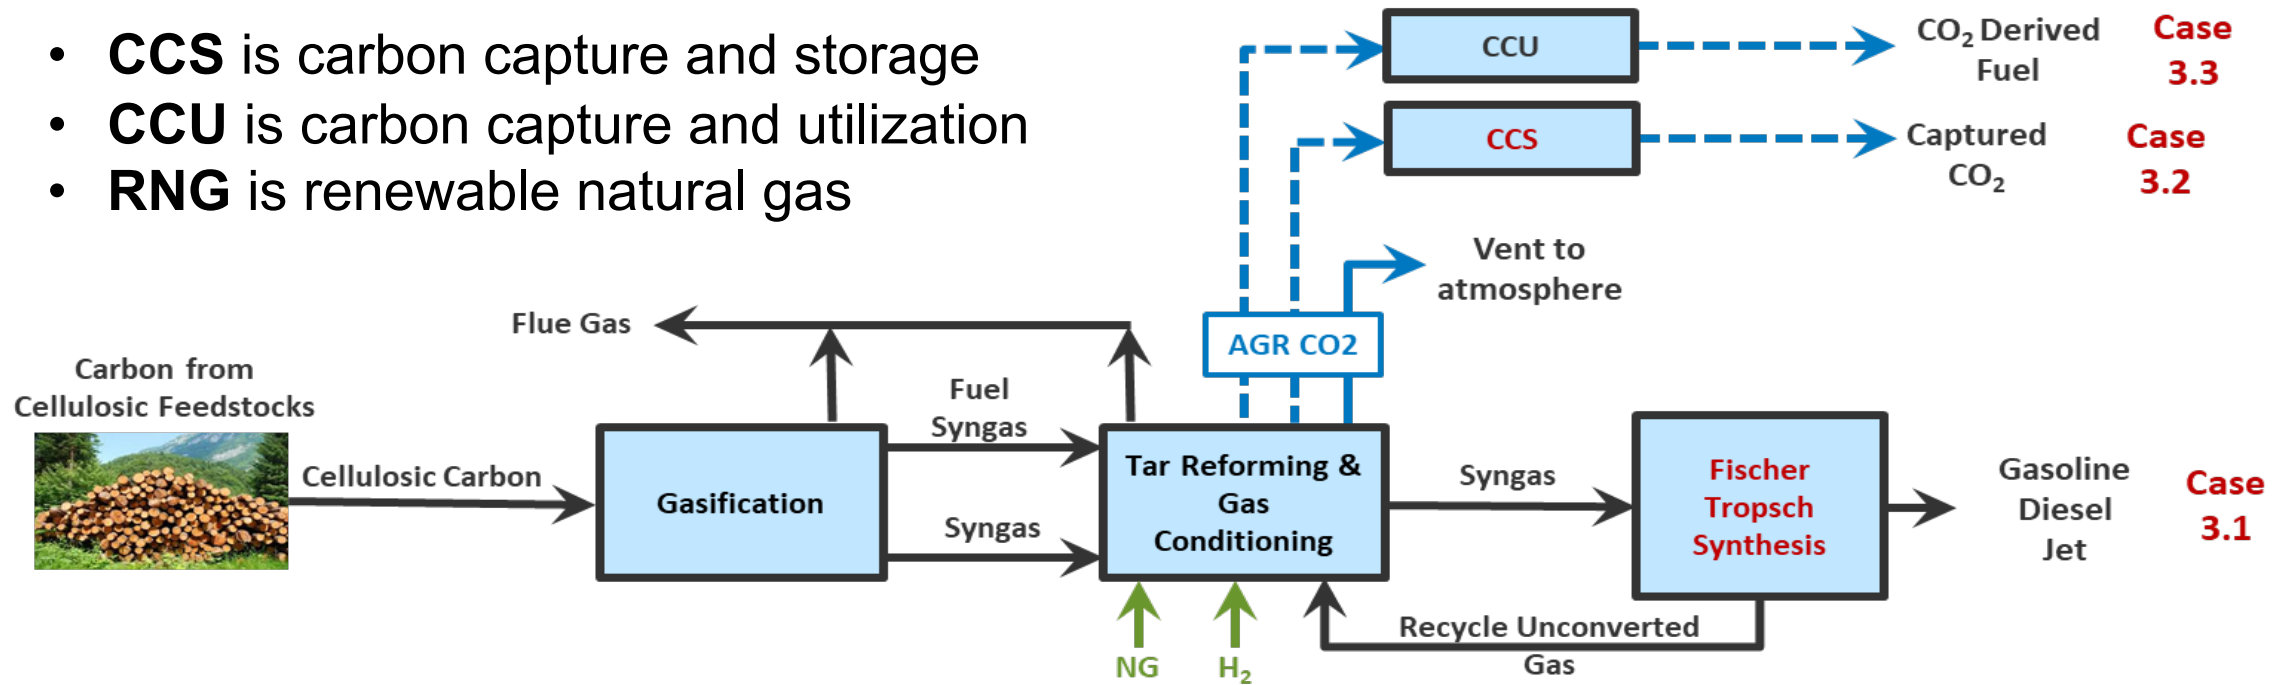 • CCS is carbon capture and storage
• CCU is carbon capture and utilization
• RNG is renewable natural gas
CCU
CO₂ Derived
Fuel
Case
3.3
CCS
Captured
CO₂
Case
3.2
Vent to
atmosphere
AGR CO2
Flue Gas
Carbon from
Cellulosic Feedstocks
Cellulosic Carbon
Gasification
Fuel
Syngas
Syngas
Tar Reforming &
Gas
Conditioning
NG
H₂
Syngas
Fischer
Tropsch
Synthesis
Recycle Unconverted
Gas
Gasoline
Diesel
Jet
Case
3.1